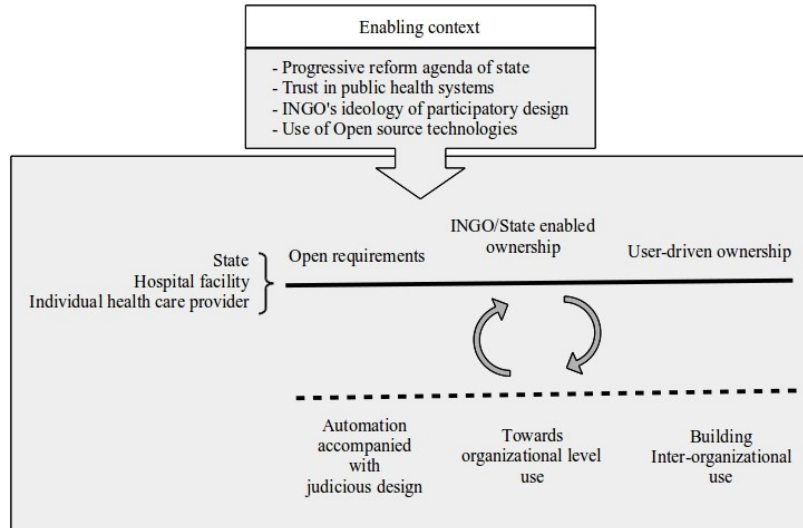 Enabling context
- Progressive reform agenda of state
- Trust in public health systems
- INGO's ideology of participatory design
- Use of Open source technologies
State
Hospital facility
Individual health care provider
Open requirements
INGO/State enabled
ownership
User-driven ownership
Automation
accompanied
with
judicious design
Towards
organizational level
use
Building
Inter-organizational
use